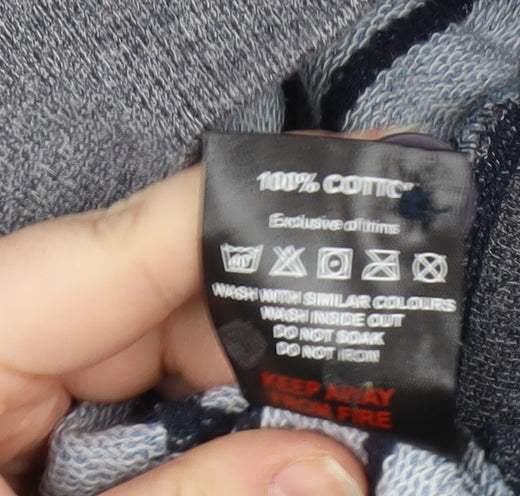 100% COTTO
Exclusive of trims
WASH WITH SIMILAR COLOURS
WASH INSIDE OUT
DO NOT SOAK
DO NOT IRON
KEEP AWAY
FROM FIRE